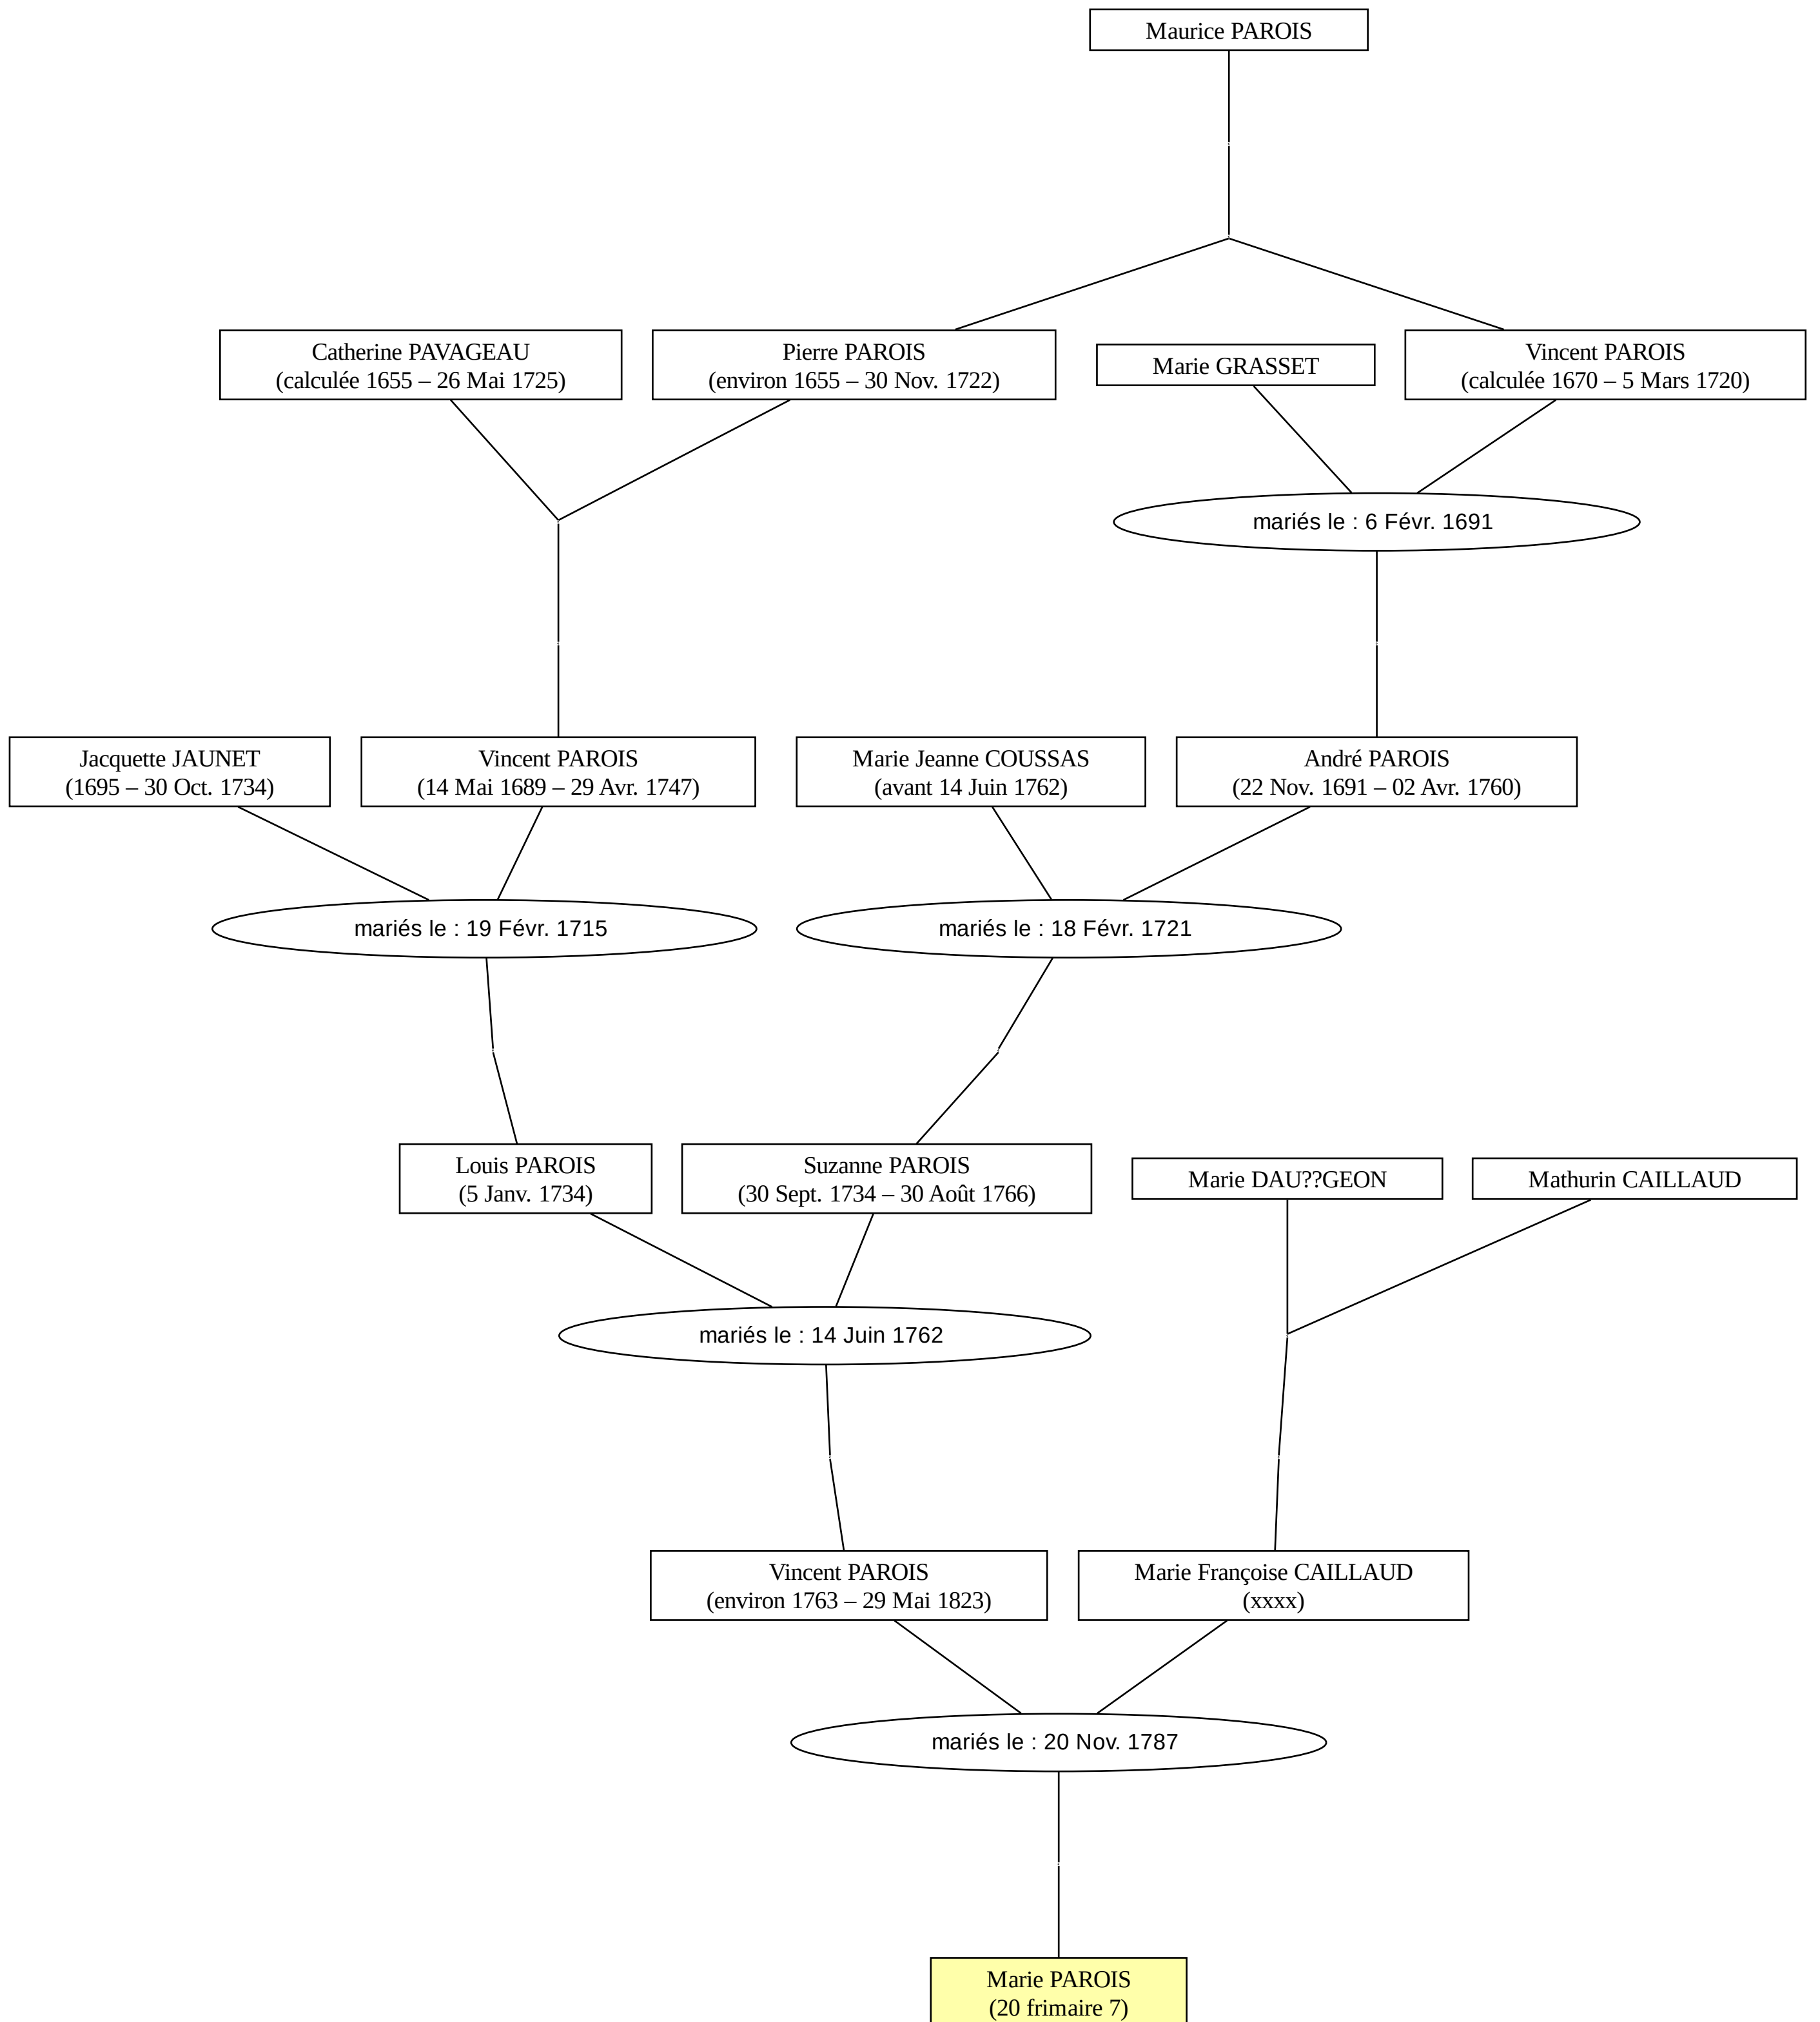 Maurice PAROIS
Catherine PAVAGEAU
(calculée 1655 – 26 Mai 1725)
Pierre PAROIS
(environ 1655 – 30 Nov. 1722)
Marie GRASSET
Vincent PAROIS
(calculée 1670 – 5 Mars 1720)
mariés le : 6 Févr. 1691
Jacquette JAUNET
(1695 – 30 Oct. 1734)
Vincent PAROIS
(14 Mai 1689 – 29 Avr. 1747)
Marie Jeanne COUSSAS
(avant 14 Juin 1762)
André PAROIS
(22 Nov. 1691 – 02 Avr. 1760)
mariés le : 19 Févr. 1715
mariés le : 18 Févr. 1721
Louis PAROIS
(5 Janv. 1734)
Suzanne PAROIS
(30 Sept. 1734 – 30 Août 1766)
Marie DAU??GEON
Mathurin CAILLAUD
mariés le : 14 Juin 1762
Vincent PAROIS
(environ 1763 – 29 Mai 1823)
Marie Françoise CAILLAUD
(xxxx)
mariés le : 20 Nov. 1787
Marie PAROIS
(20 frimaire 7)